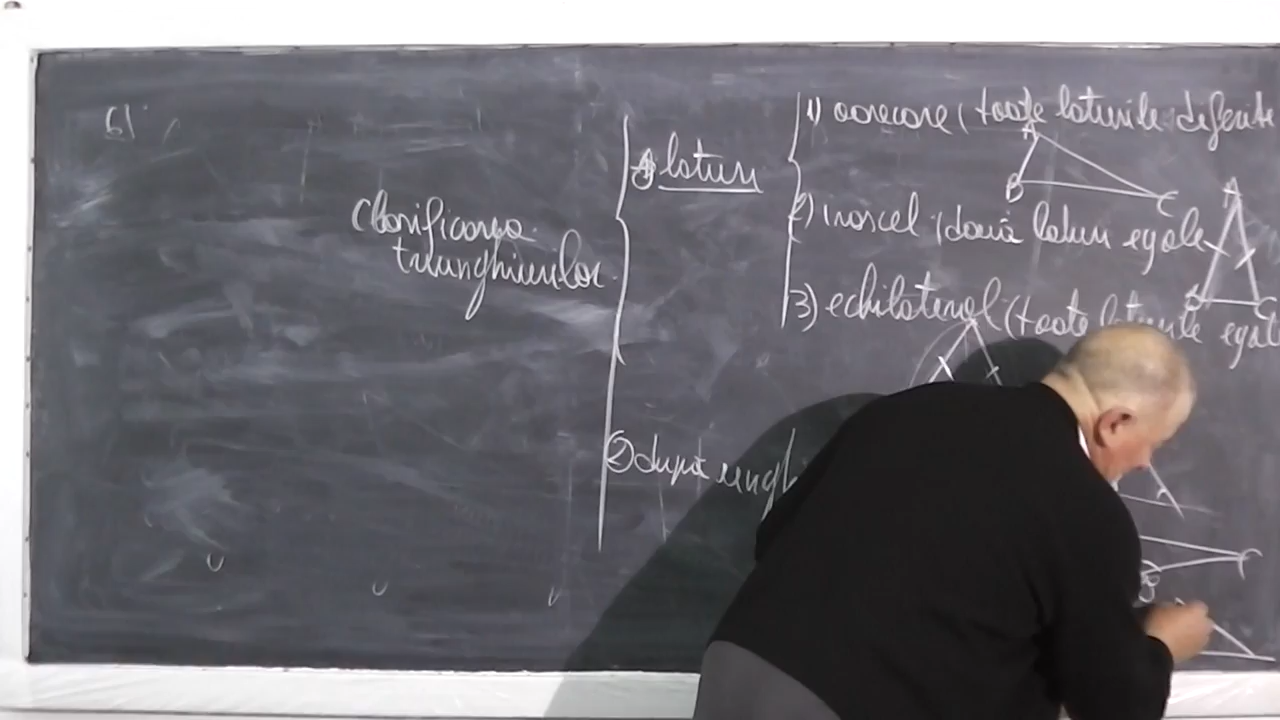 6)
Clasificarea
triunghiurilor
① laturi
1) oarecare (toate laturile diferite
A
B
C
2) isoscel (două laturi egale
A
B
C
3) echilateral (toate laturile egale
② după ungh
C
B